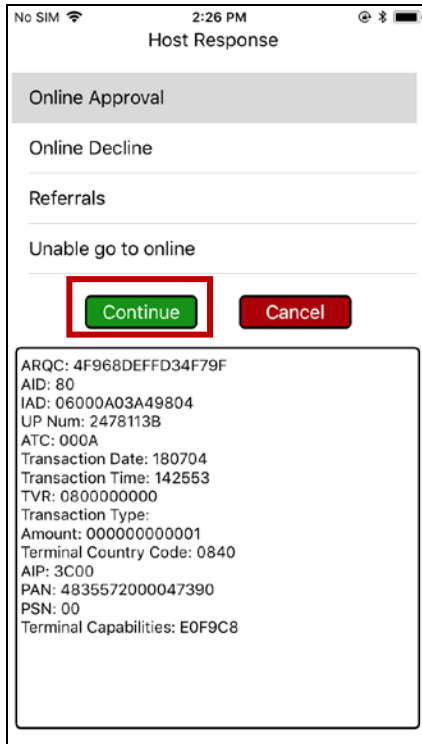 No SIM 2:26 PM
Host Response
Online Approval
Online Decline
Referrals
Unable go to online
Continue Cancel
ARQC: 4F968DEFFD34F79F
AID: 80
IAD: 06000A03A49804
UP Num: 2478113B
ATC: 000A
Transaction Date: 180704
Transaction Time: 142553
TVR: 0800000000
Transaction Type:
Amount: 000000000001
Terminal Country Code: 0840
AIP: 3C00
PAN: 4835572000047390
PSN: 00
Terminal Capabilities: E0F9C8